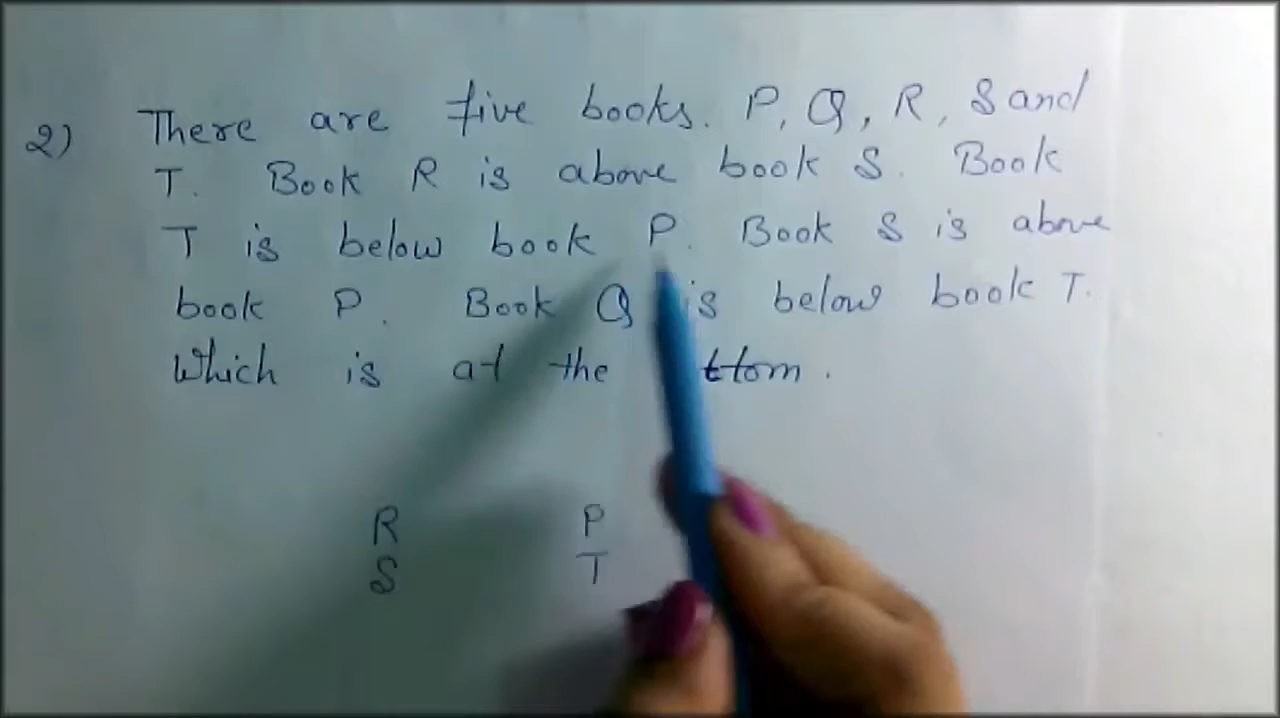 2) There are five books. P, Q, R, S and
T. Book R is above book S. Book
T is below book P. Book S is above
book P. Book Q is below book T.
Which is at the ttom.
R P
S T